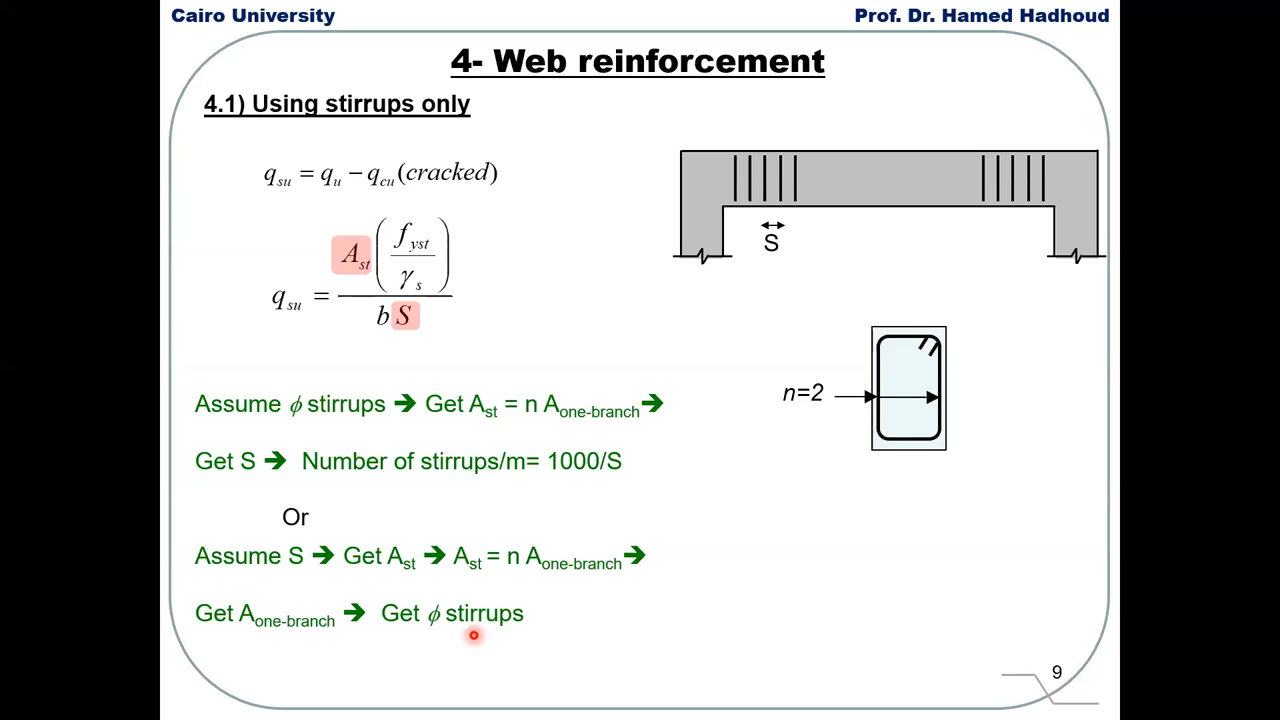 Cairo University
Prof. Dr. Hamed Hadhoud
4- Web reinforcement
4.1) Using stirrups only
q_su = q_u − q_cu (cracked)
q_su = A_st (f_yst / γ_s) / b S
S
n=2
Assume ϕ stirrups ➔ Get A_st = n A_one-branch ➔
Get S ➔ Number of stirrups/m= 1000/S
Or
Assume S ➔ Get A_st ➔ A_st = n A_one-branch ➔
Get A_one-branch ➔ Get ϕ stirrups
9